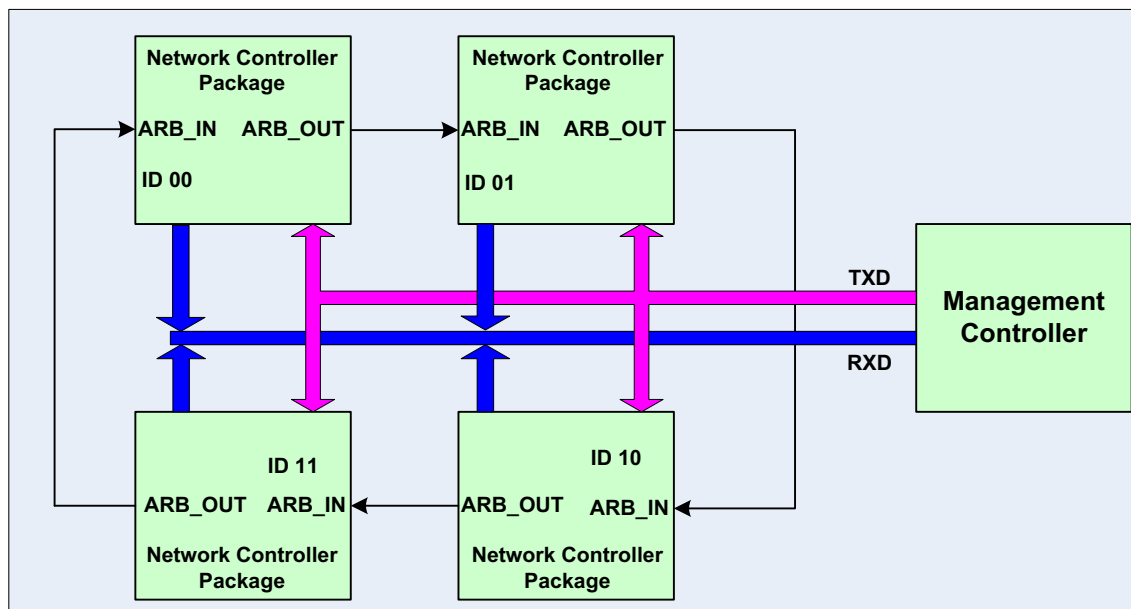 Network Controller
Package
ARB_IN ARB_OUT
ID 00
Network Controller
Package
ARB_IN ARB_OUT
ID 01
TXD
RXD
Management
Controller
ID 11
ARB_OUT ARB_IN
Network Controller
Package
ID 10
ARB_OUT ARB_IN
Network Controller
Package